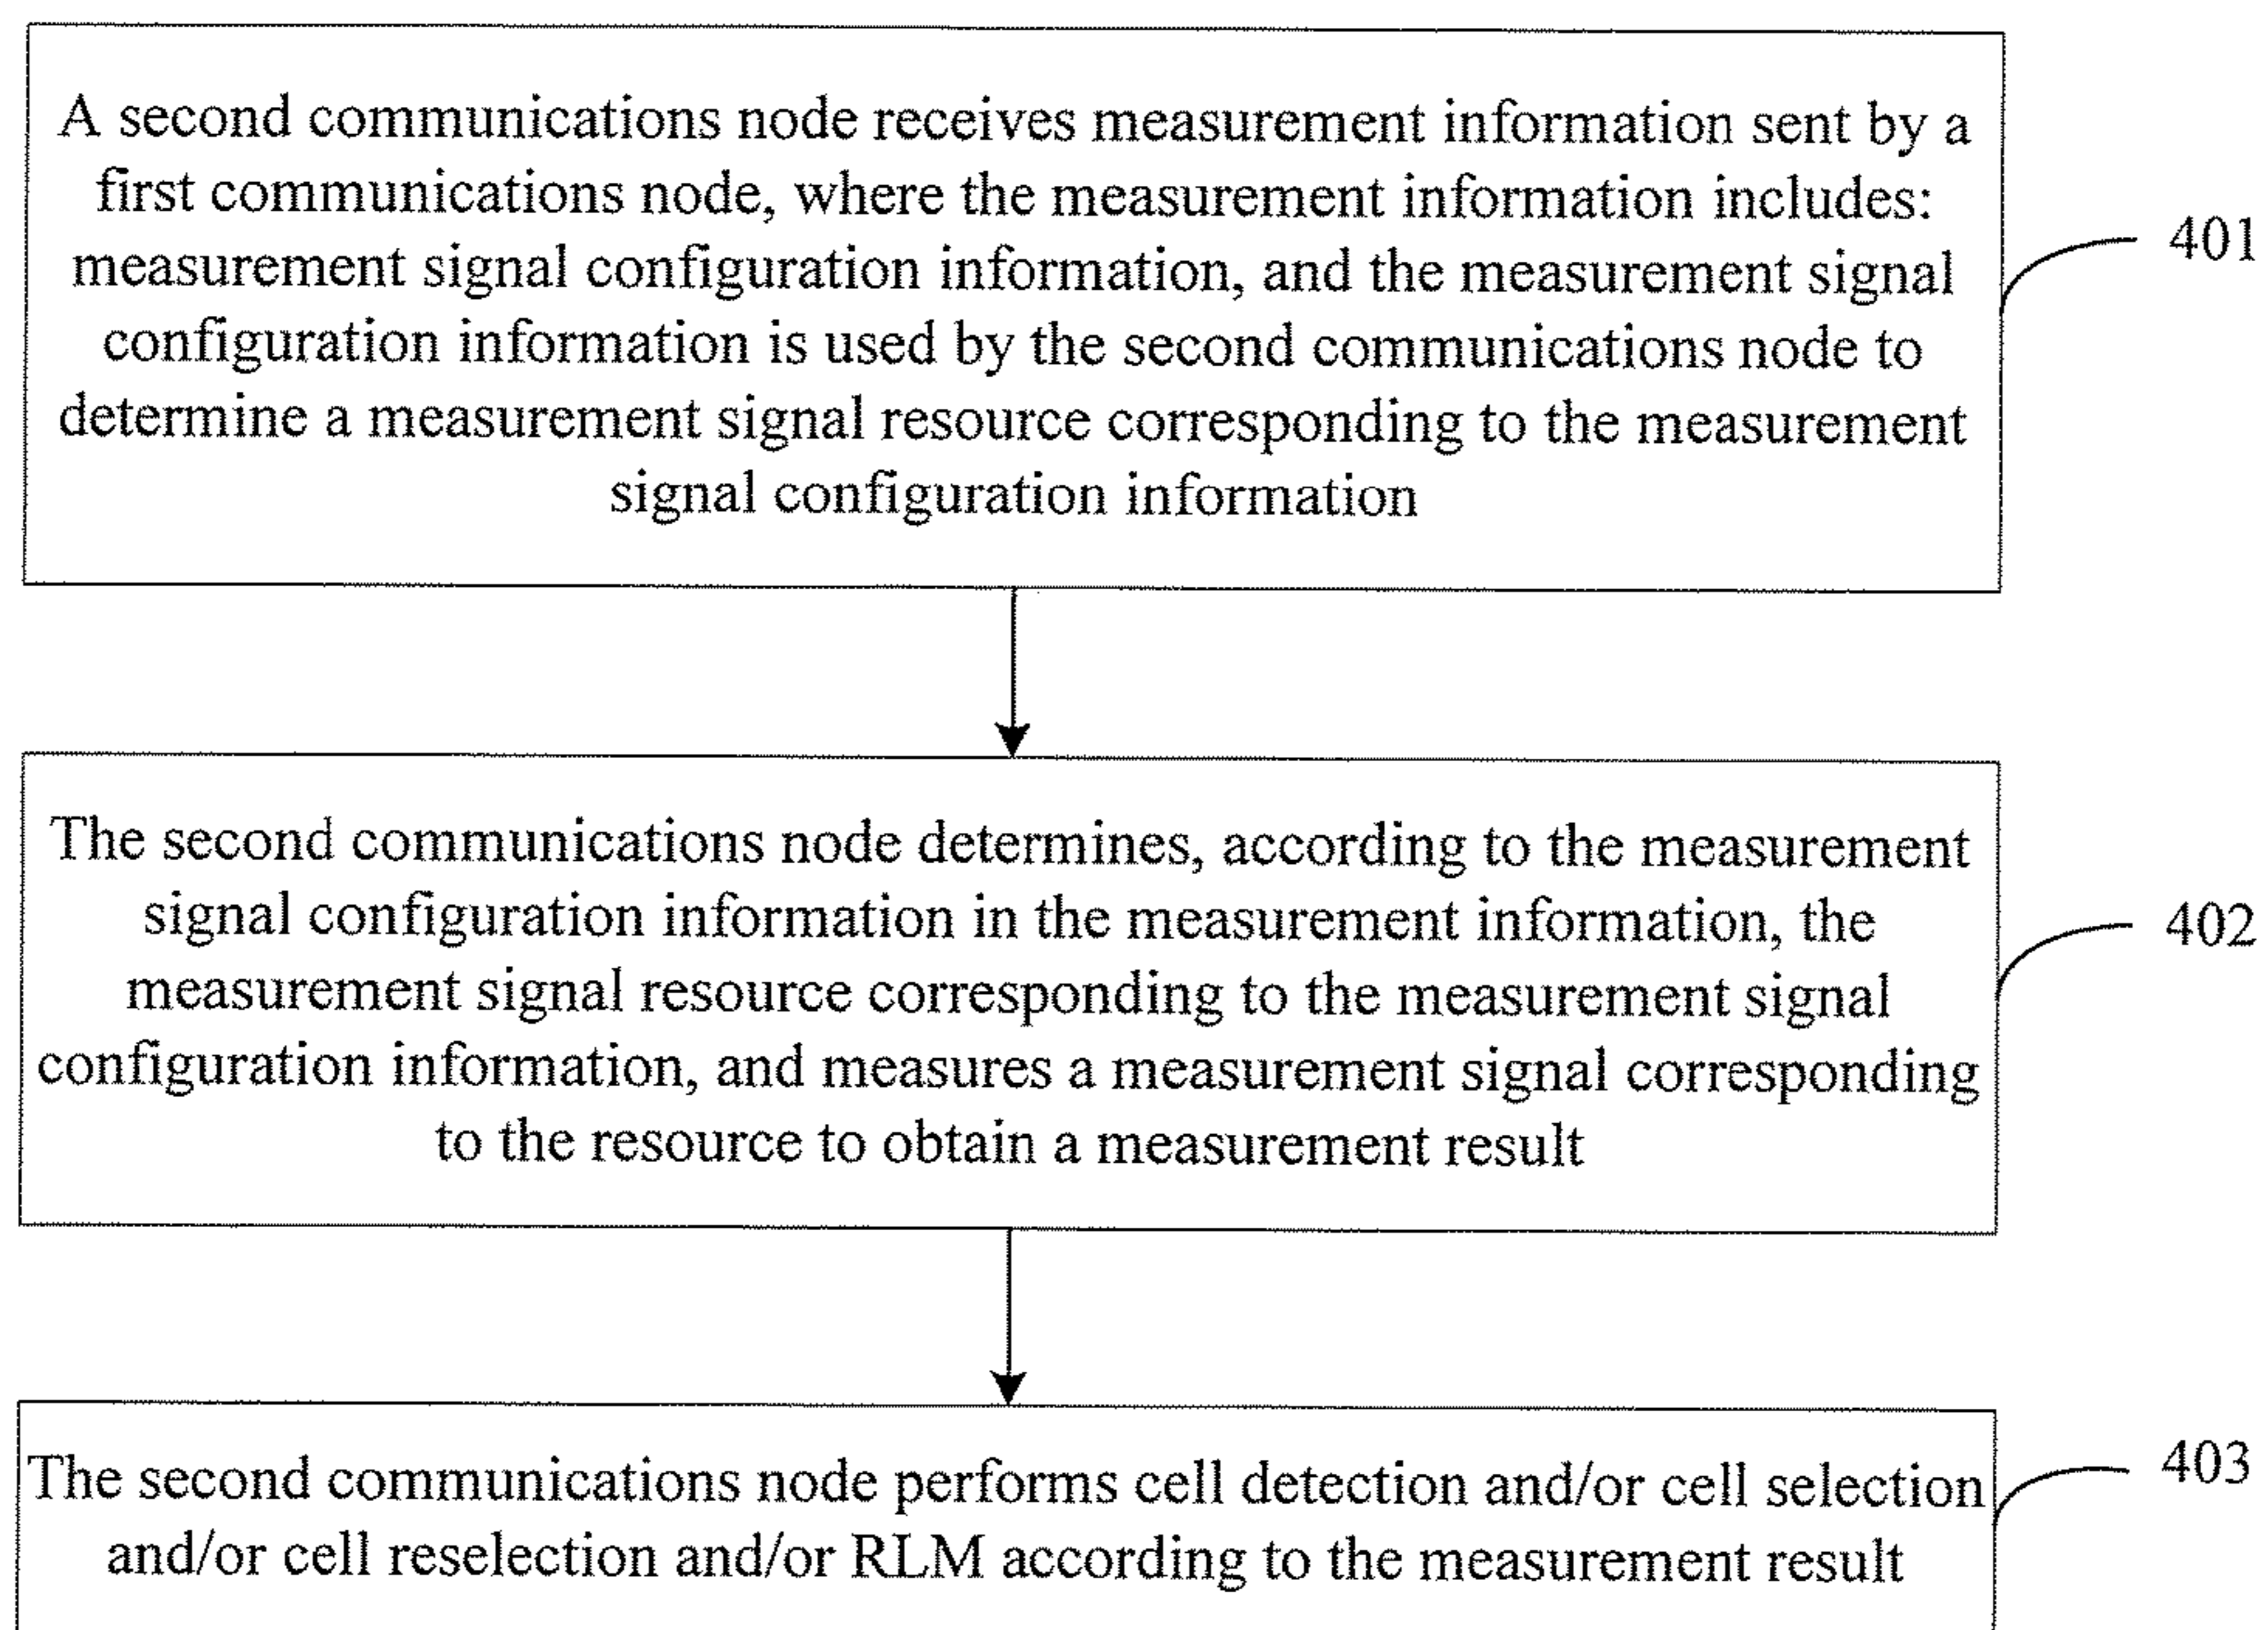 A second communications node receives measurement information sent by a
first communications node, where the measurement information includes:
measurement signal configuration information, and the measurement signal
configuration information is used by the second communications node to
determine a measurement signal resource corresponding to the measurement
signal configuration information
401
The second communications node determines, according to the measurement
signal configuration information in the measurement information, the
measurement signal resource corresponding to the measurement signal
configuration information, and measures a measurement signal corresponding
to the resource to obtain a measurement result
402
The second communications node performs cell detection and/or cell selection
and/or cell reselection and/or RLM according to the measurement result
403